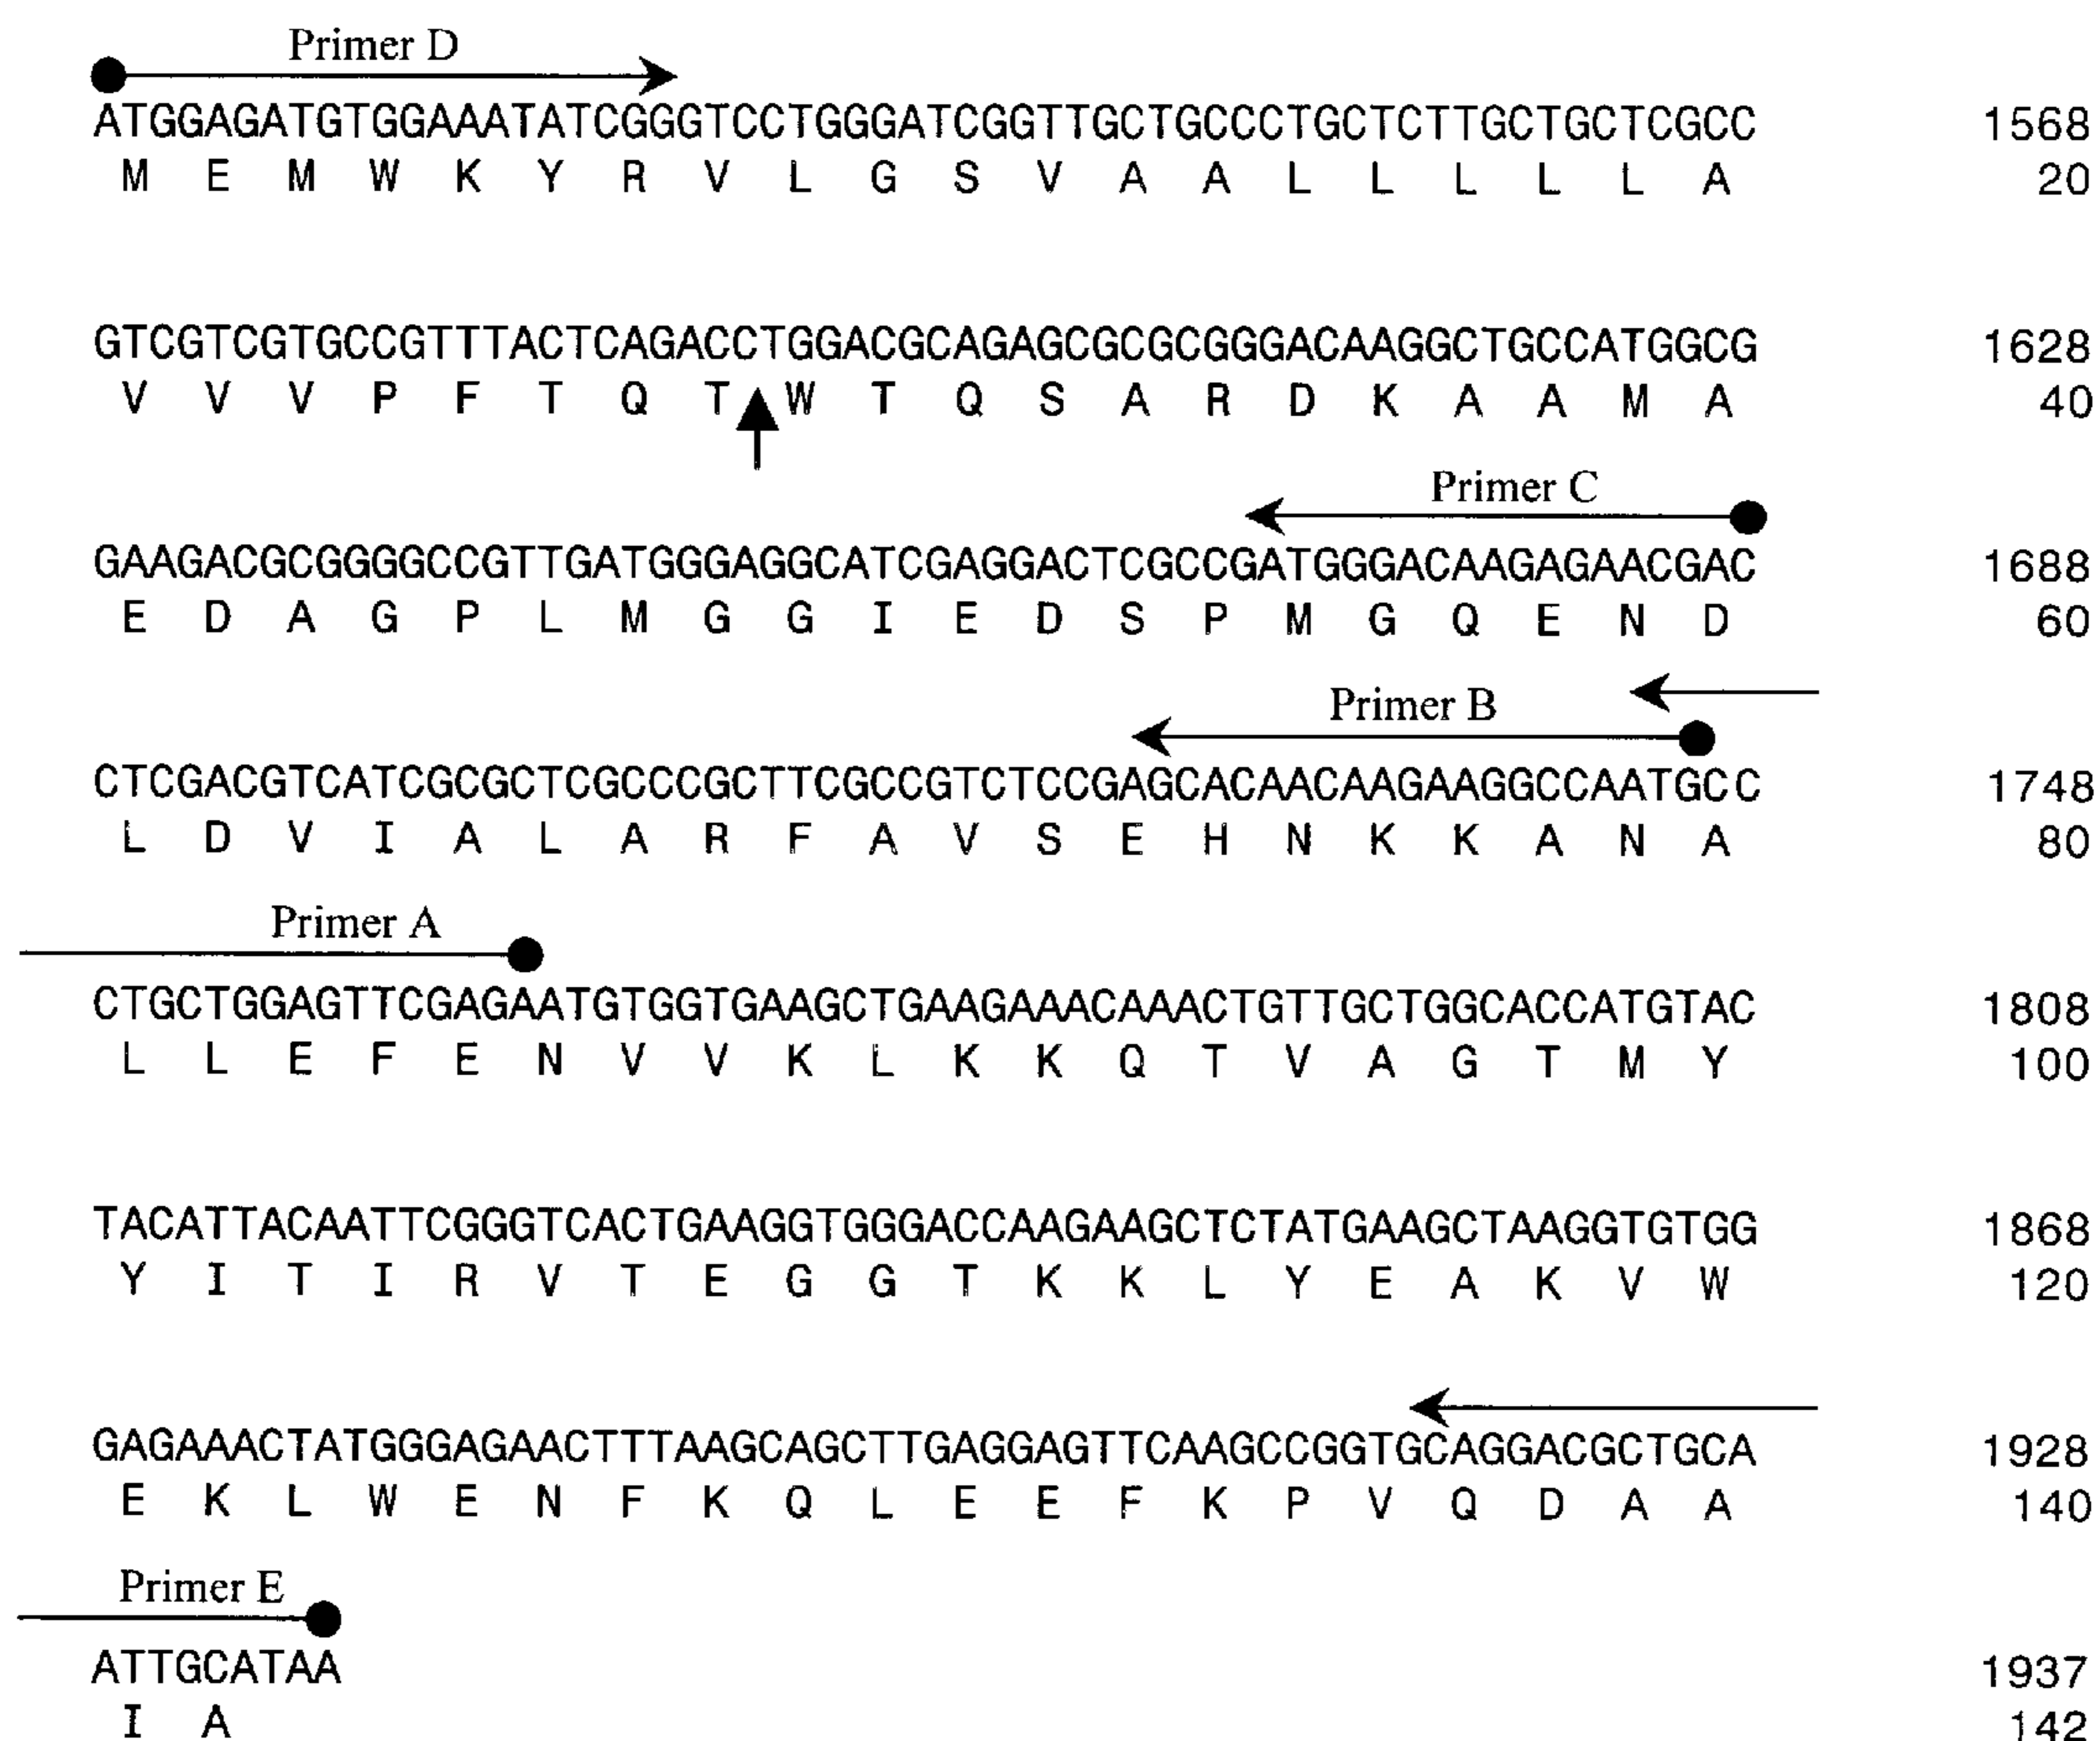 Primer D
ATGGAGATGTGGAAATATCGGGTCCTGGGATCGGTTGCTGCCCTGCTCTTGCTGCTCGCC 1568
M E M W K Y R V L G S V A A L L L L L A 20
GTCGTCGTGCCGTTTACTCAGACCTGGACGCAGAGCGCGCGGGACAAGGCTGCCATGGCG 1628
V V V P F T Q T W T Q S A R D K A A M A 40
Primer C
GAAGACGCGGGGCCGTTGATGGGAGGCATCGAGGACTCGCCGATGGGACAAGAGAACGAC 1688
E D A G P L M G G I E D S P M G Q E N D 60
Primer B
CTCGACGTCATCGCGCTCGCCCGCTTCGCCGTCTCCGAGCACAACAAGAAGGCCAATGCC 1748
L D V I A L A R F A V S E H N K K A N A 80
Primer A
CTGCTGGAGTTCGAGAATGTGGTGAAGCTGAAGAAACAAACTGTTGCTGGCACCATGTAC 1808
L L E F E N V V K L K K Q T V A G T M Y 100
TACATTACAATTCGGGTCACTGAAGGTGGGACCAAGAAGCTCTATGAAGCTAAGGTGTGG 1868
Y I T I R V T E G G T K K L Y E A K V W 120
GAGAAACTATGGGAGAACTTTAAGCAGCTTGAGGAGTTCAAGCCGGTGCAGGACGCTGCA 1928
E K L W E N F K Q L E E F K P V Q D A A 140
Primer E
ATTGCATAA 1937
I A 142